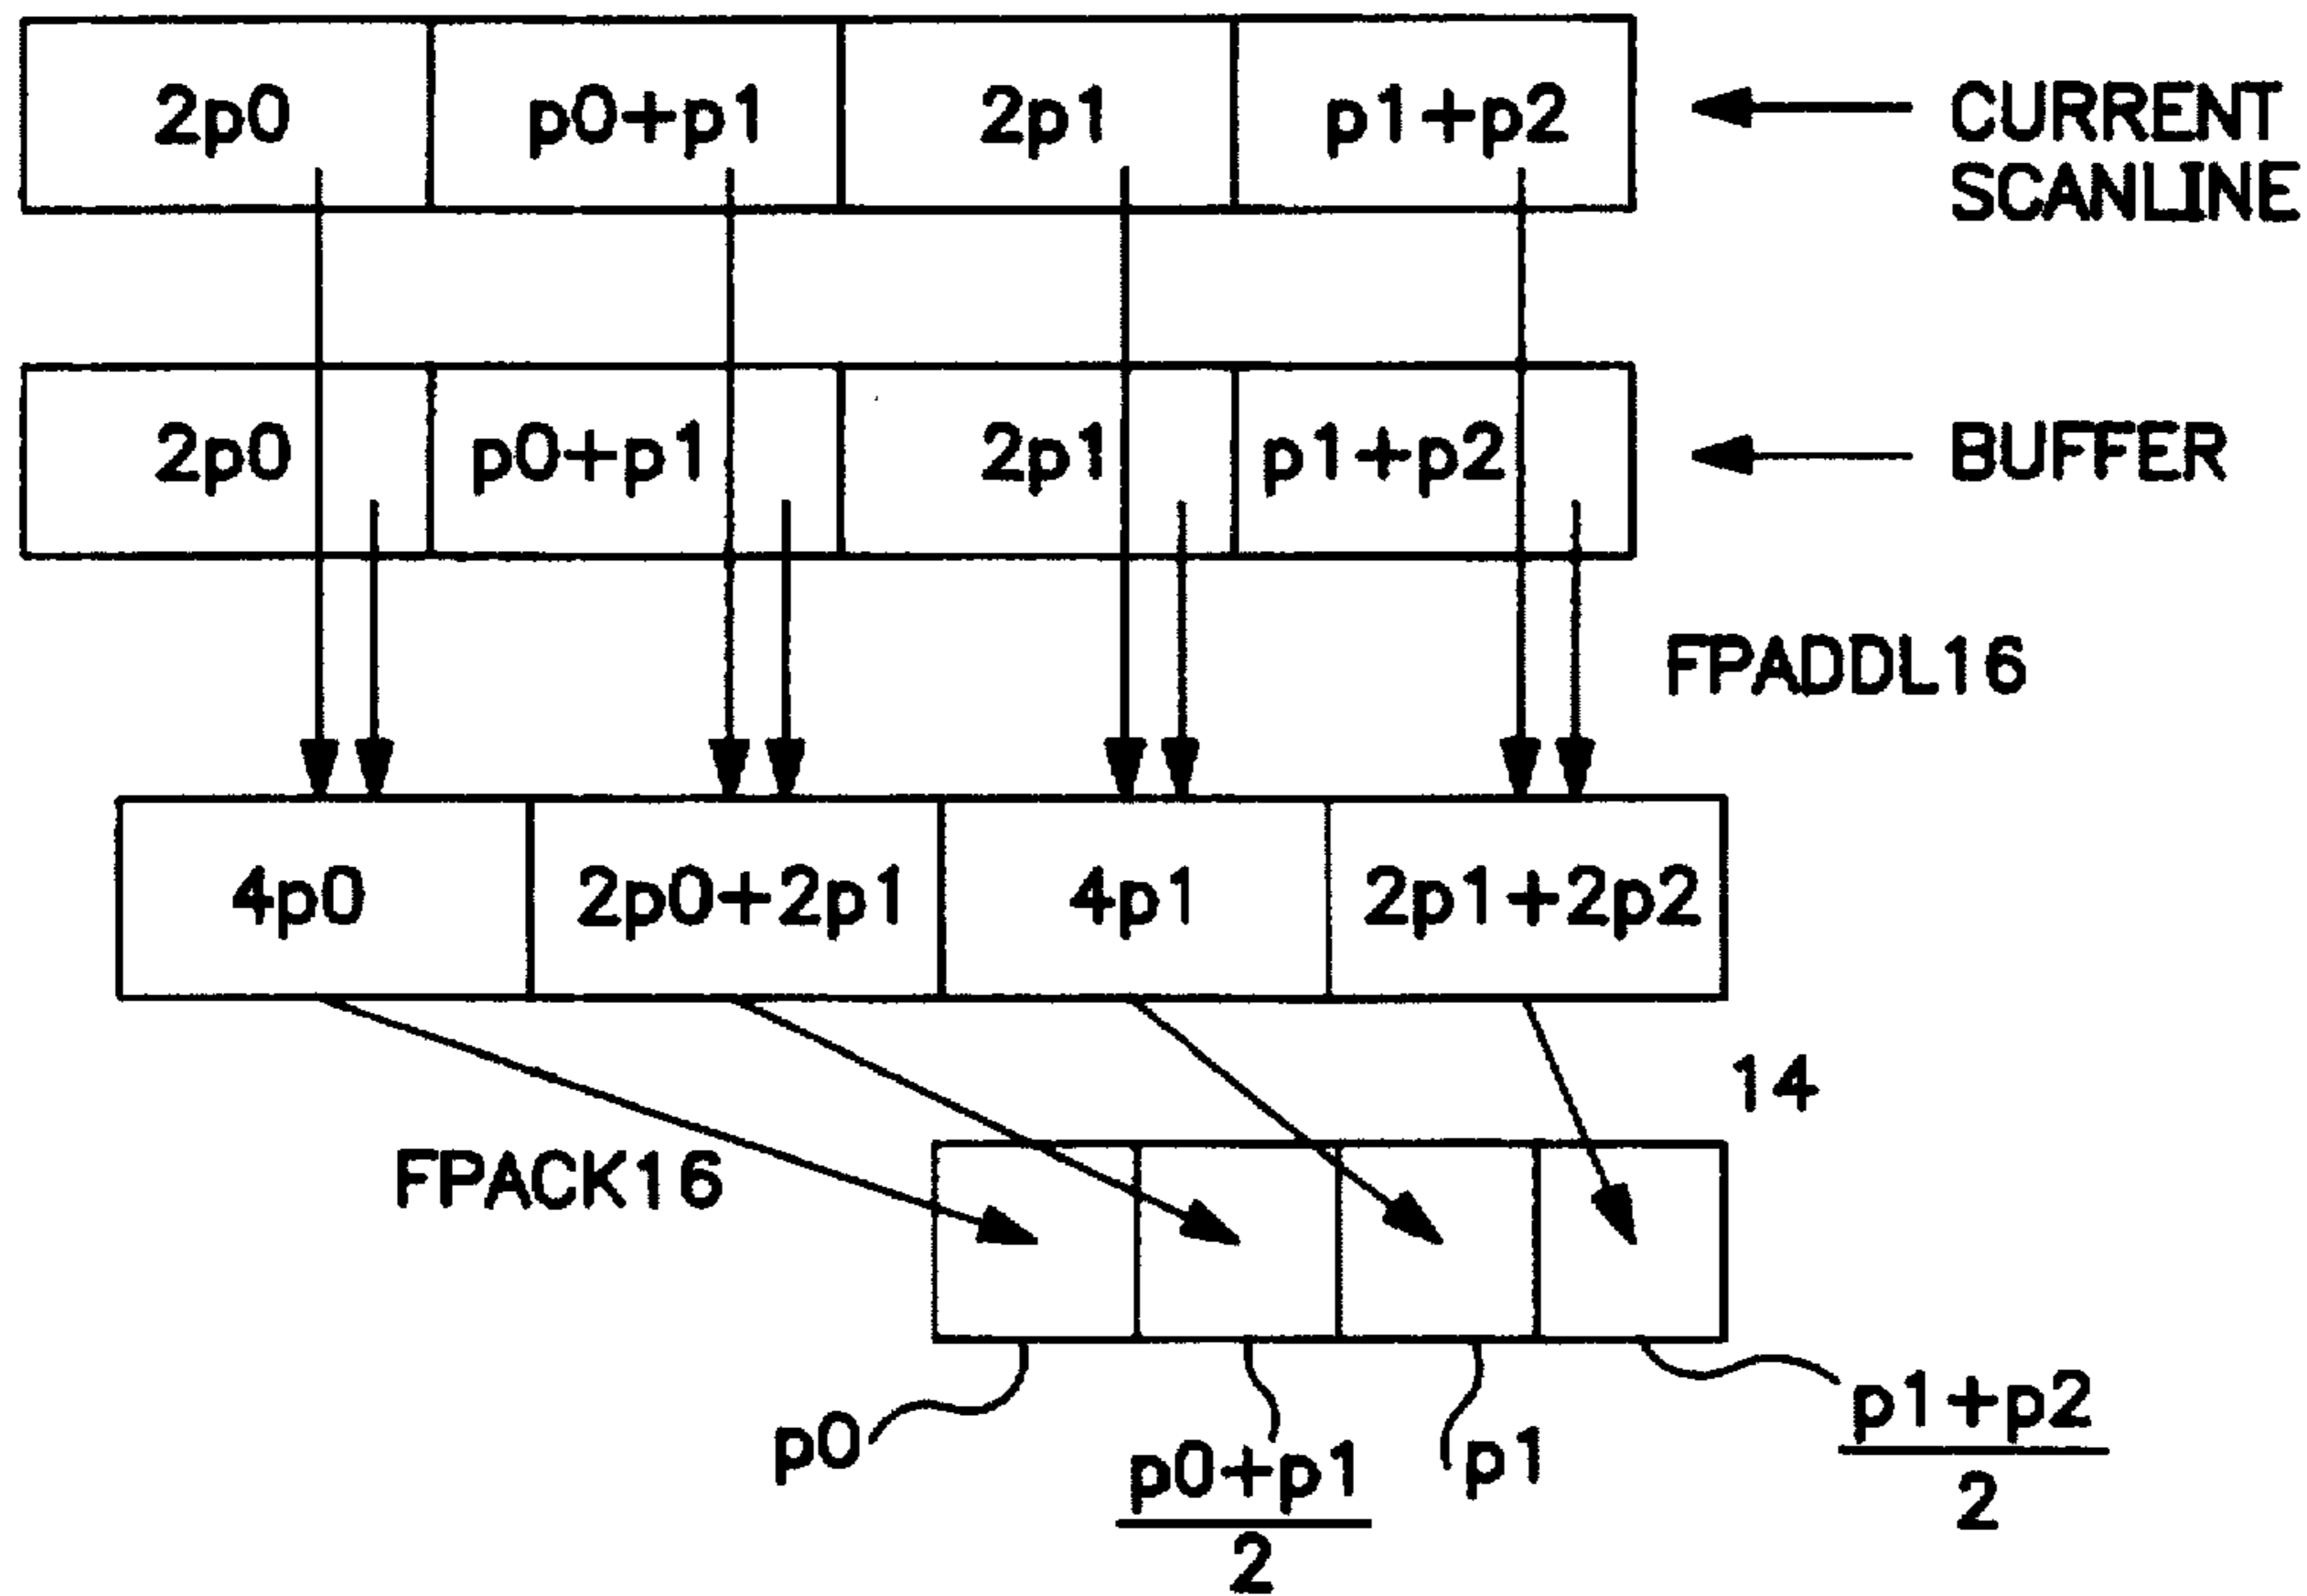 2p0 p0+p1 2p1 p1+p2 CURRENT
SCANLINE
2p0 p0+p1 2p1 p1+p2 BUFFER
FPADDL16
4p0 2p0+2p1 4p1 2p1+2p2
14
FPACK16
p0 p0+p1 p1 p1+p2
2 2